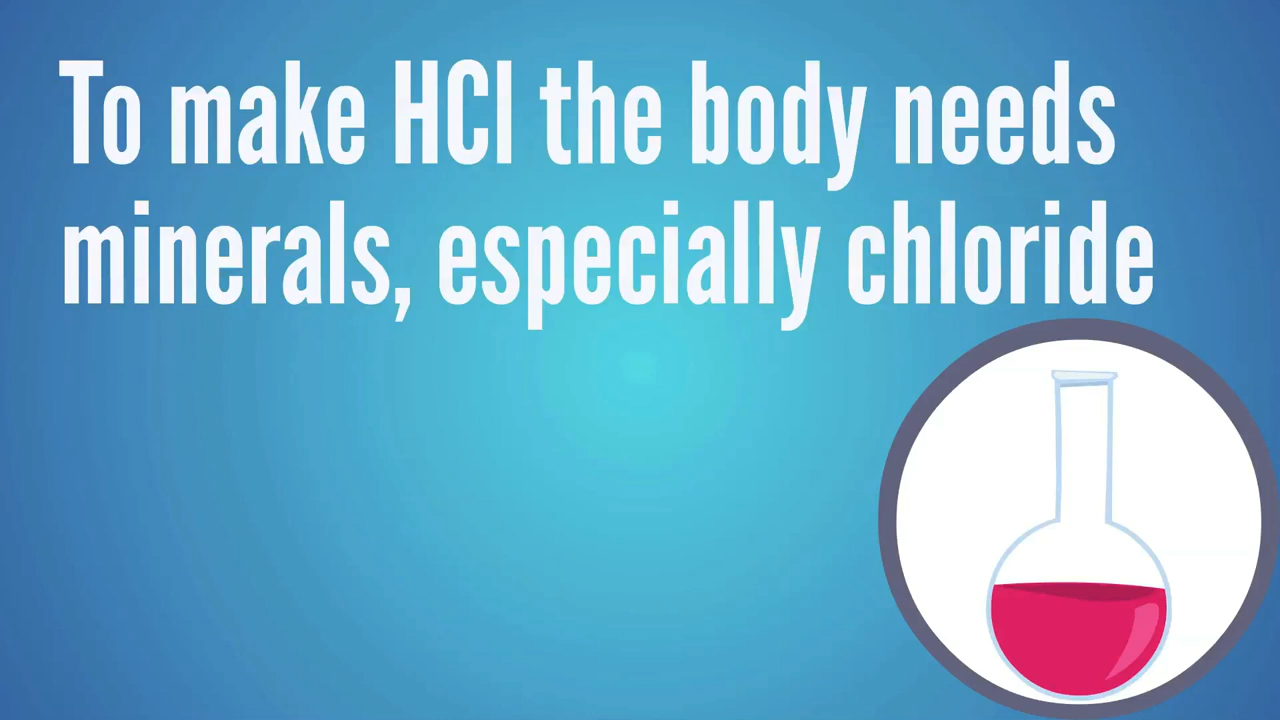 To make HCl the body needs
minerals, especially chloride